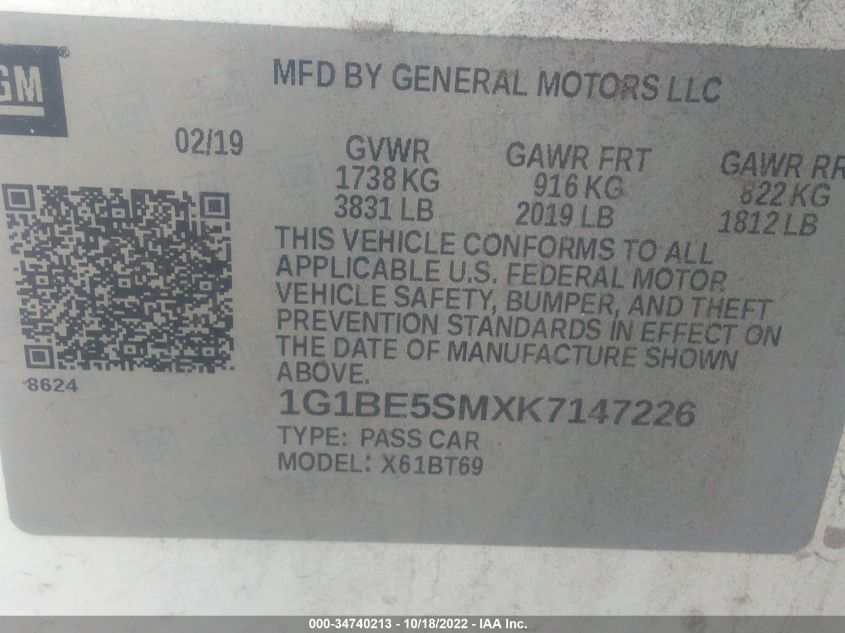 GM®
MFD BY GENERAL MOTORS LLC
02/19 GVWR GAWR FRT GAWR RR
1738 KG 916 KG 822 KG
3831 LB 2019 LB 1812 LB
THIS VEHICLE CONFORMS TO ALL
APPLICABLE U.S. FEDERAL MOTOR
VEHICLE SAFETY, BUMPER, AND THEFT
PREVENTION STANDARDS IN EFFECT ON
THE DATE OF MANUFACTURE SHOWN
ABOVE.
8624
1G1BE5SMXK7147226
TYPE: PASS CAR
MODEL: X61BT69
000-34740213 - 10/18/2022 - IAA Inc.